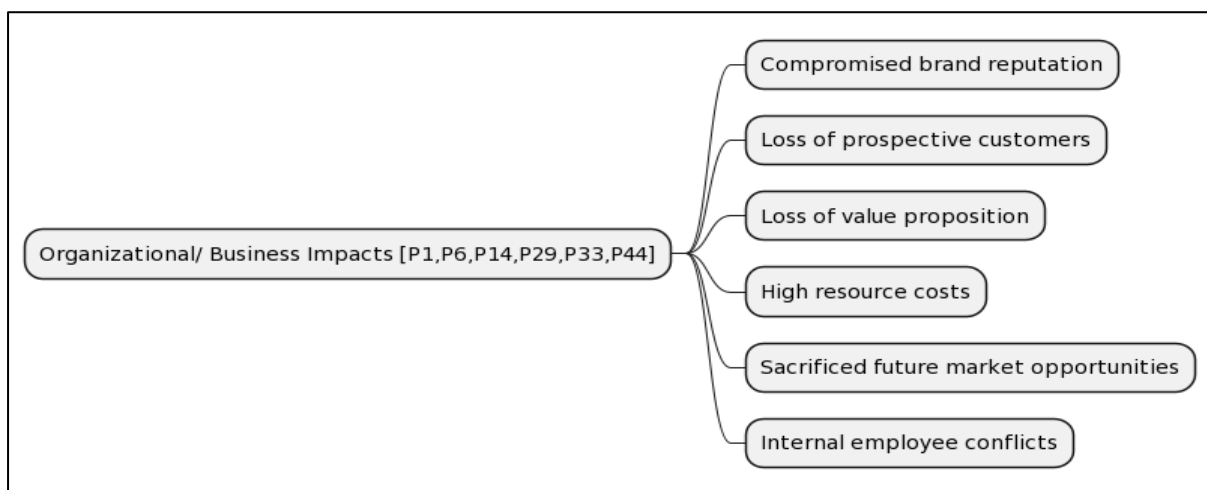 Compromised brand reputation
Loss of prospective customers
Loss of value proposition
Organizational/ Business Impacts [P1,P6,P14,P29,P33,P44]
High resource costs
Sacrificed future market opportunities
Internal employee conflicts